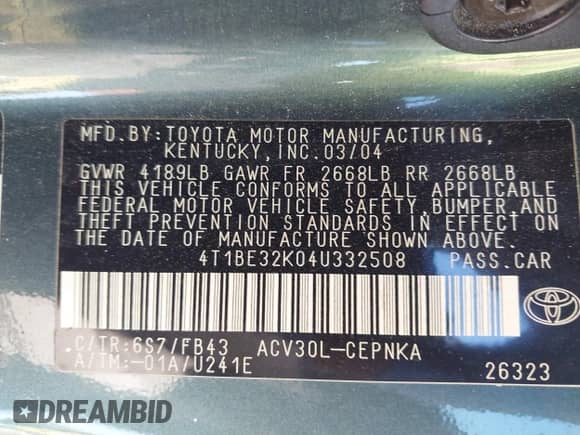 MFD.BY:TOYOTA MOTOR MANUFACTURING,
KENTUCKY,INC.03/04
GVWR 4189LB GAWR FR 2668LB RR 2668LB
THIS VEHICLE CONFORMS TO ALL APPLICABLE
FEDERAL MOTOR VEHICLE SAFETY,BUMPER,AND
THEFT PREVENTION STANDARDS IN EFFECT ON
THE DATE OF MANUFACTURE SHOWN ABOVE.
4T1BE32K04U332508 PASS.CAR
C/TR:6S7/FB43 ACV30L-CEPNKA
A/TM:-01A/U241E 26323
TOYOTA
DREAMBID